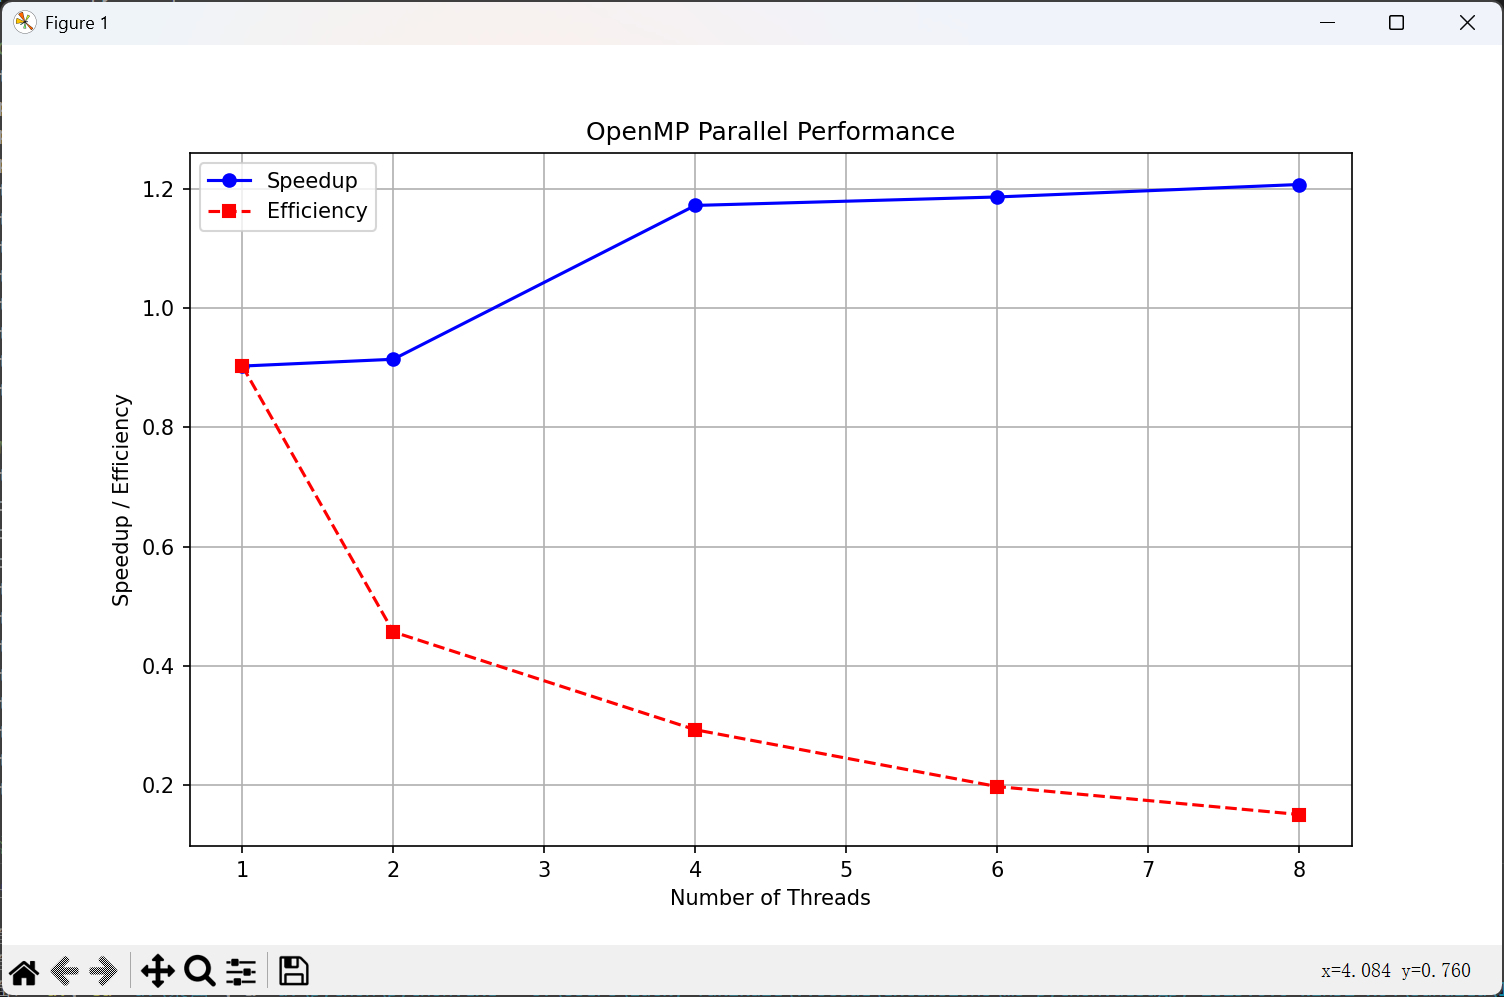 Figure 1
OpenMP Parallel Performance
Speedup
Efficiency
Speedup / Efficiency
1.2
1.0
0.8
0.6
0.4
0.2
1 2 3 4 5 6 7 8
Number of Threads
x=4.084 y=0.760